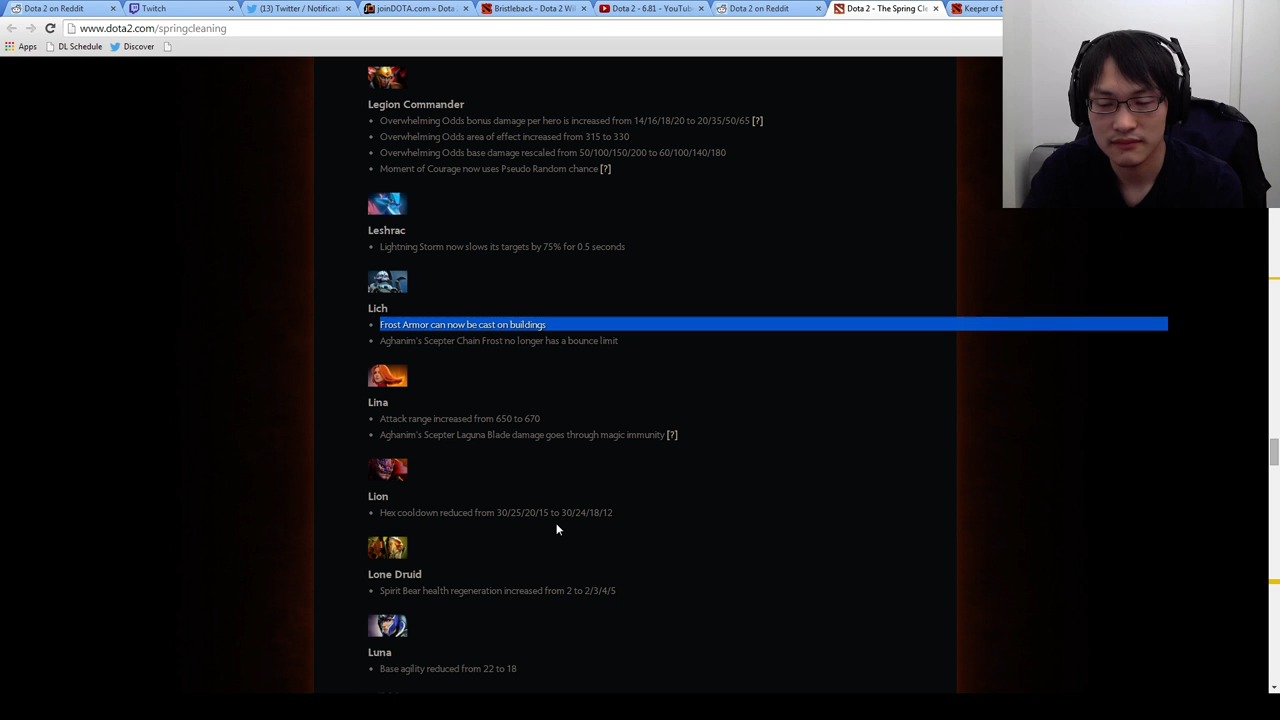 Dota 2 on Reddit
Twitch
(13) Twitter / Notificati
joinDOTA.com » Dota
Bristleback - Dota 2 Wi
Dota 2 - 6.81 - YouTub
Dota 2 on Reddit
Dota 2 - The Spring Cle
Keeper of t
www.dota2.com/springcleaning
Apps
DL Schedule
Discover
Legion Commander
• Overwhelming Odds bonus damage per hero is increased from 14/16/18/20 to 20/35/50/65 [?]
• Overwhelming Odds area of effect increased from 315 to 330
• Overwhelming Odds base damage rescaled from 50/100/150/200 to 60/100/140/180
• Moment of Courage now uses Pseudo Random chance [?]
Leshrac
• Lightning Storm now slows its targets by 75% for 0.5 seconds
Lich
• Frost Armor can now be cast on buildings
• Aghanim's Scepter Chain Frost no longer has a bounce limit
Lina
• Attack range increased from 650 to 670
• Aghanim's Scepter Laguna Blade damage goes through magic immunity [?]
Lion
• Hex cooldown reduced from 30/25/20/15 to 30/24/18/12
Lone Druid
• Spirit Bear health regeneration increased from 2 to 2/3/4/5
Luna
• Base agility reduced from 22 to 18